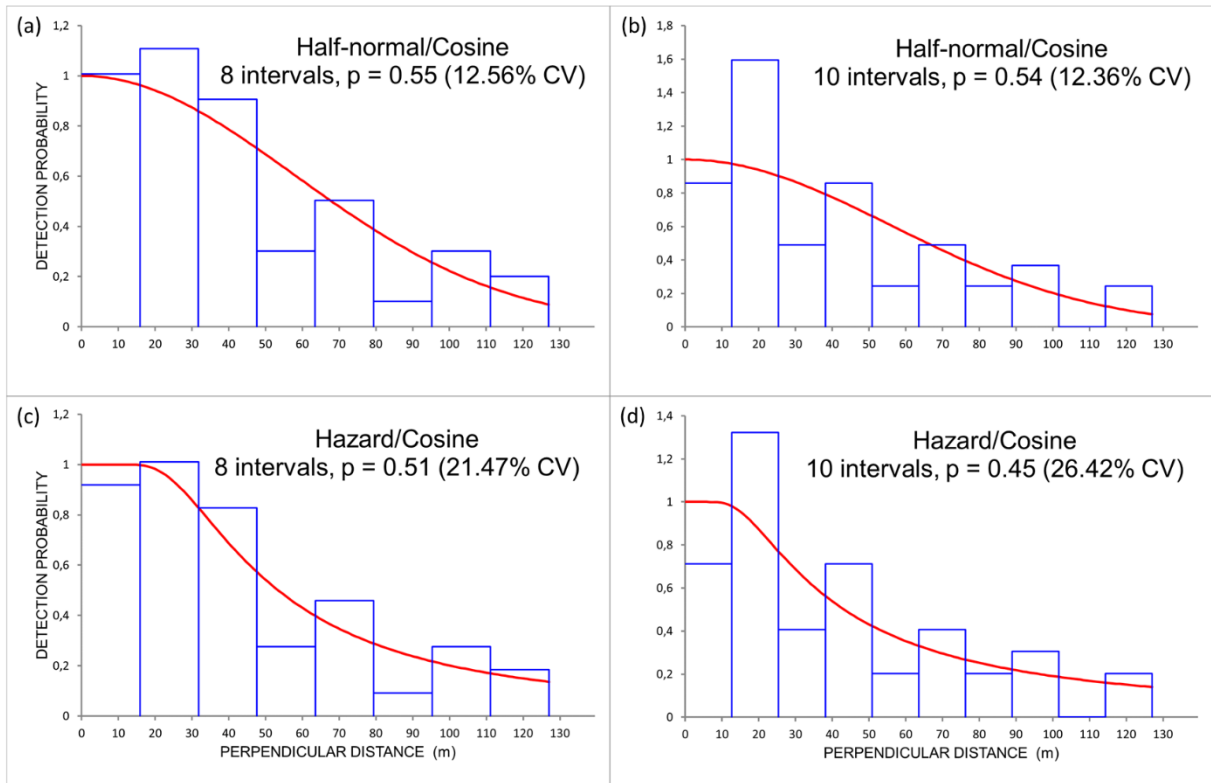 (a)
Half-normal/Cosine
8 intervals, p = 0.55 (12.56% CV)
DETECTION PROBABILITY
1,2
1
0,8
0,6
0,4
0,2
0
0 10 20 30 40 50 60 70 80 90 100 110 120 130
(b)
Half-normal/Cosine
10 intervals, p = 0.54 (12.36% CV)
1,8
1,6
1,4
1,2
1
0,8
0,6
0,4
0,2
0
0 10 20 30 40 50 60 70 80 90 100 110 120 130
(c)
Hazard/Cosine
8 intervals, p = 0.51 (21.47% CV)
DETECTION PROBABILITY
1,2
1
0,8
0,6
0,4
0,2
0
0 10 20 30 40 50 60 70 80 90 100 110 120 130
PERPENDICULAR DISTANCE (m)
(d)
Hazard/Cosine
10 intervals, p = 0.45 (26.42% CV)
1,4
1,2
1
0,8
0,6
0,4
0,2
0
0 10 20 30 40 50 60 70 80 90 100 110 120 130
PERPENDICULAR DISTANCE (m)